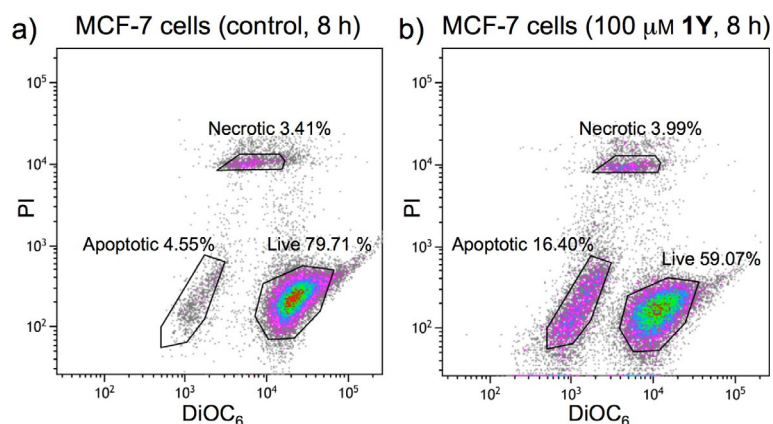 a) MCF-7 cells (control, 8 h)
10⁵
10⁴
10³
10²
PI
Necrotic 3.41%
Apoptotic 4.55%
Live 79.71 %
10² 10³ 10⁴ 10⁵
DiOC₆
b) MCF-7 cells (100 μM 1Y, 8 h)
10⁵
10⁴
10³
10²
PI
Necrotic 3.99%
Apoptotic 16.40%
Live 59.07%
10² 10³ 10⁴ 10⁵
DiOC₆